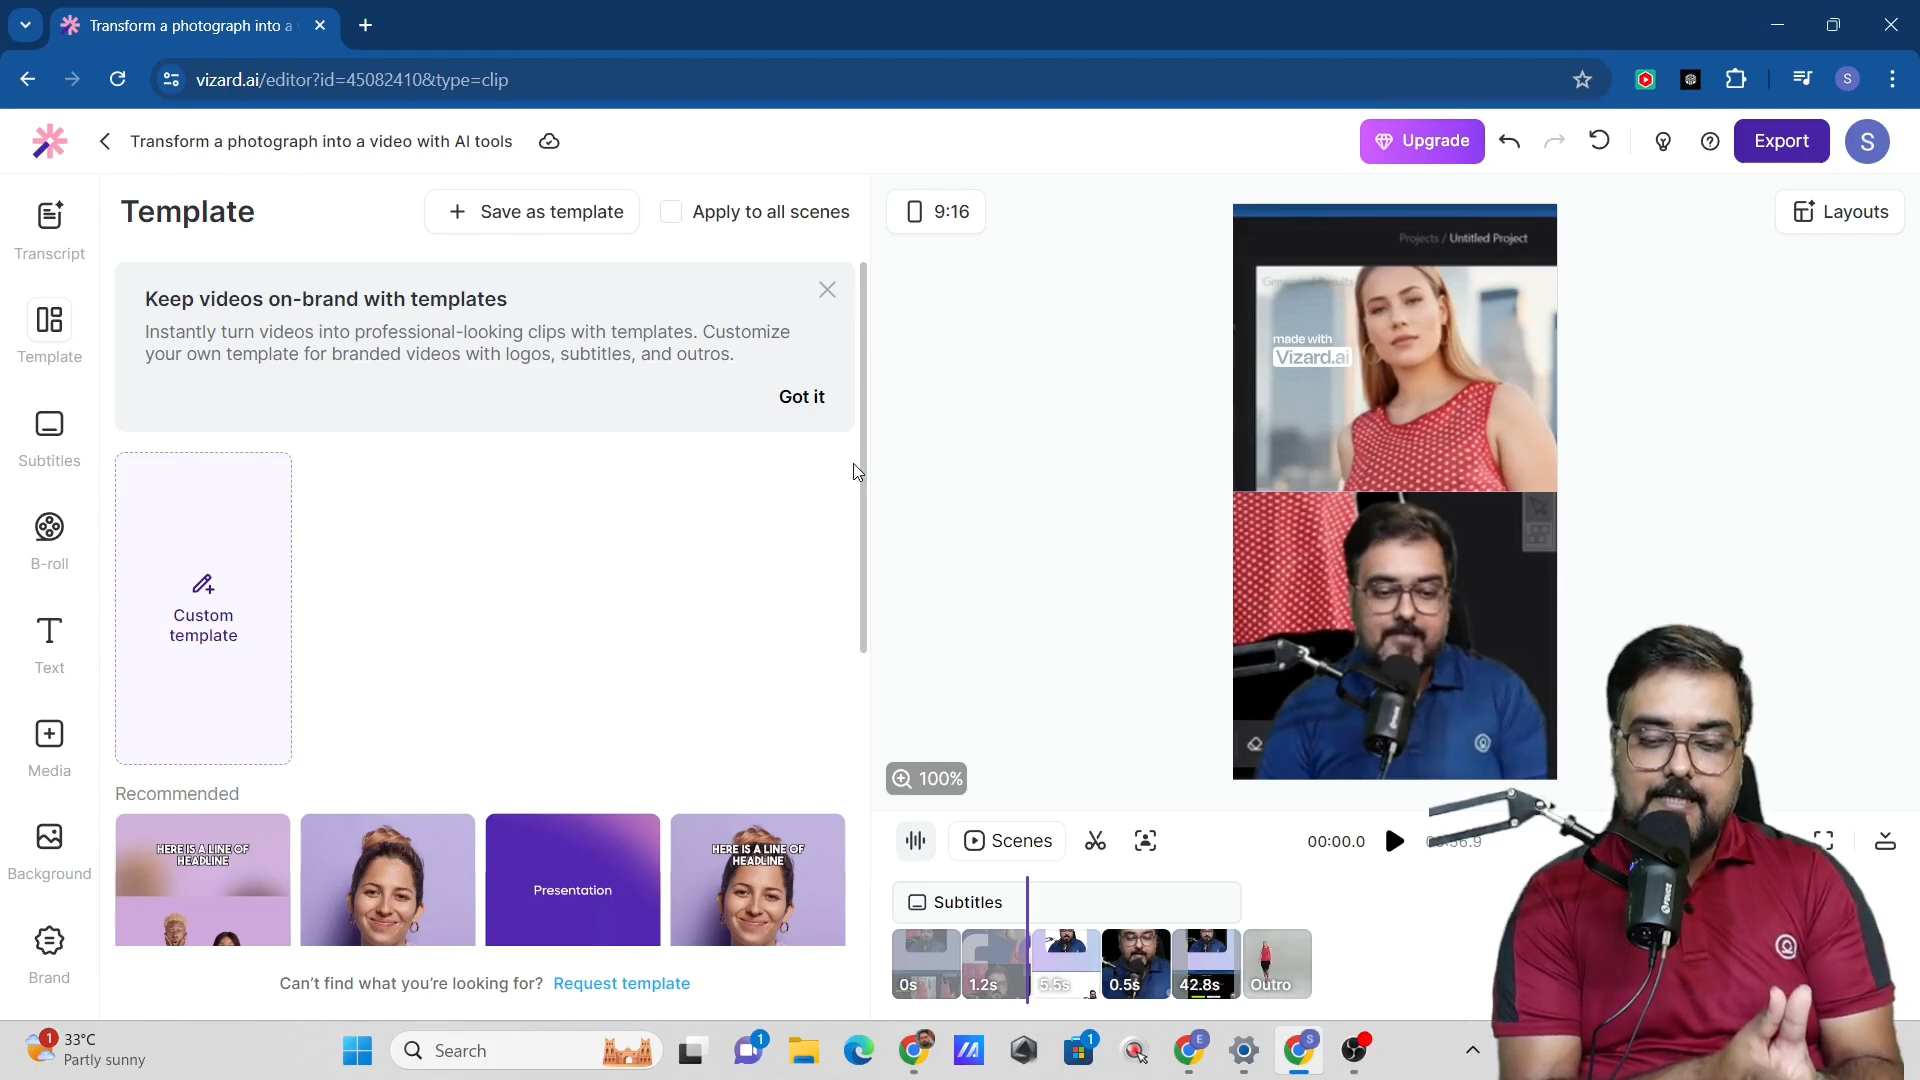 Transform a photograph into a
vizard.ai/editor?id=45082410&type=clip
S
Transform a photograph into a video with AI tools
Upgrade
Export
S
Transcript
Template
Subtitles
B-roll
Text
Media
Background
Brand
Template
Save as template
Apply to all scenes
Keep videos on-brand with templates
Instantly turn videos into professional-looking clips with templates. Customize
your own template for branded videos with logos, subtitles, and outros.
Got it
Custom
template
Recommended
HERE IS A LINE OF
HEADLINE
Presentation
HERE IS A LINE OF
HEADLINE
Can't find what you're looking for? Request template
9:16
Layouts
Projects / Untitled Project
made with
Vizard.ai
100%
Scenes
00:00.0
Subtitles
0s
1.2s
5.5s
0.5s
42.8s
Outro
1
33°C
Partly sunny
Search
1
1
E
S